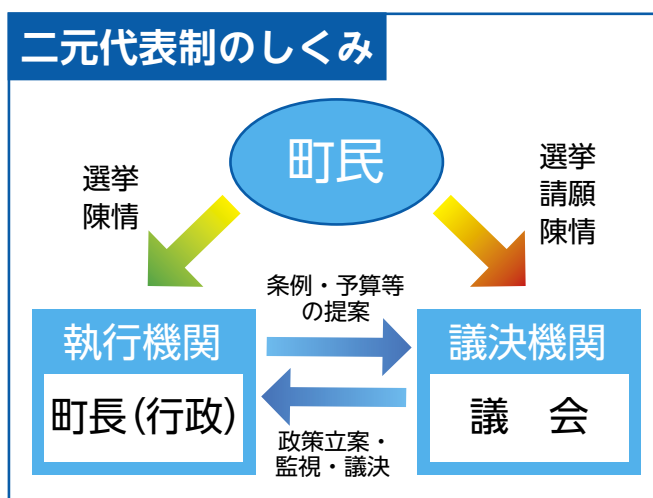 二元代表制のしくみ
町民
選挙
陳情
選挙
請願
陳情
条例・予算等
の提案
執行機関
町長(行政)
議決機関
議　会
政策立案・
監視・議決